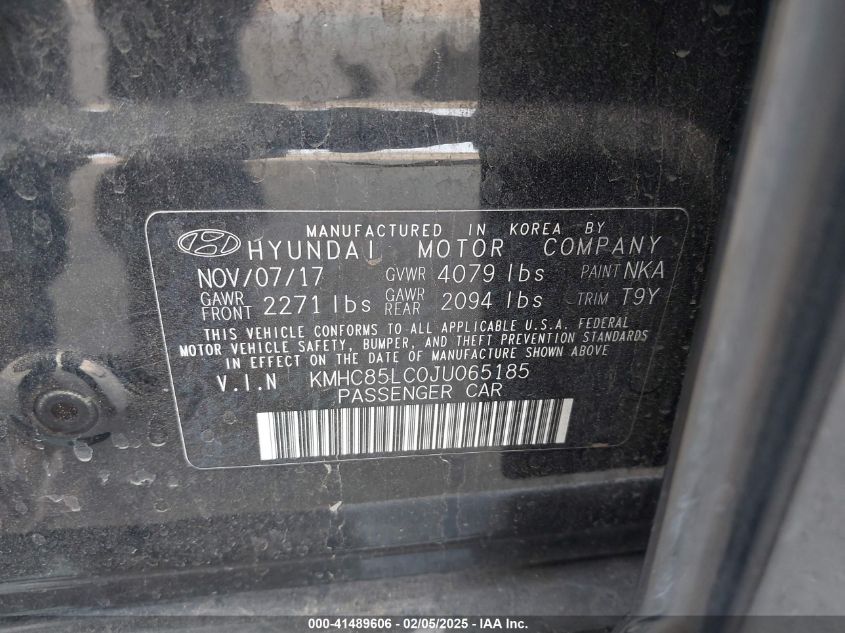 MANUFACTURED IN KOREA BY
HYUNDAI MOTOR COMPANY
NOV/07/17 GVWR 4079 lbs PAINT NKA
GAWR FRONT 2271 lbs GAWR REAR 2094 lbs TRIM T9Y
THIS VEHICLE CONFORMS TO ALL APPLICABLE U.S.A. FEDERAL
MOTOR VEHICLE SAFETY, BUMPER, AND THEFT PREVENTION STANDARDS
IN EFFECT ON THE DATE OF MANUFACTURE SHOWN ABOVE
V.I.N KMHC85LC0JU065185
PASSENGER CAR
000-41489606 - 02/05/2025 - IAA Inc.